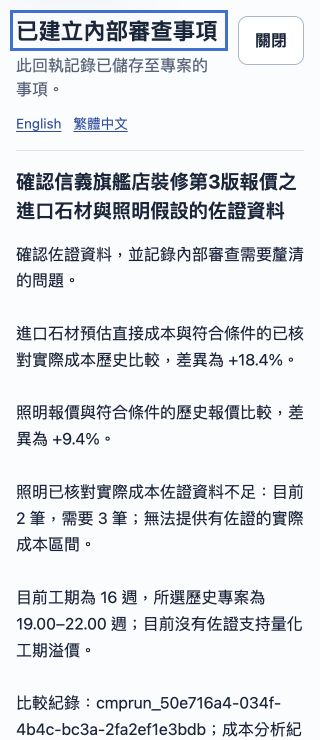 已建立內部審查事項
關閉
此回執記錄已儲存至專案的
事項。
English 繁體中文
確認信義旗艦店裝修第3版報價之
進口石材與照明假設的佐證資料
確認佐證資料，並記錄內部審查需要釐清
的問題。
進口石材預估直接成本與符合條件的已核
對實際成本歷史比較，差異為 +18.4%。
照明報價與符合條件的歷史報價比較，差
異為 +9.4%。
照明已核對實際成本佐證資料不足：目前
2 筆，需要 3 筆；無法提供有佐證的實際
成本區間。
目前工期為 16 週，所選歷史專案為
19.00–22.00 週；目前沒有佐證支持量化
工期溢價。
比較紀錄：cmprun_50e716a4-034f-
4b4c-bc3a-2fa2ef1e3bdb；成本分析紀